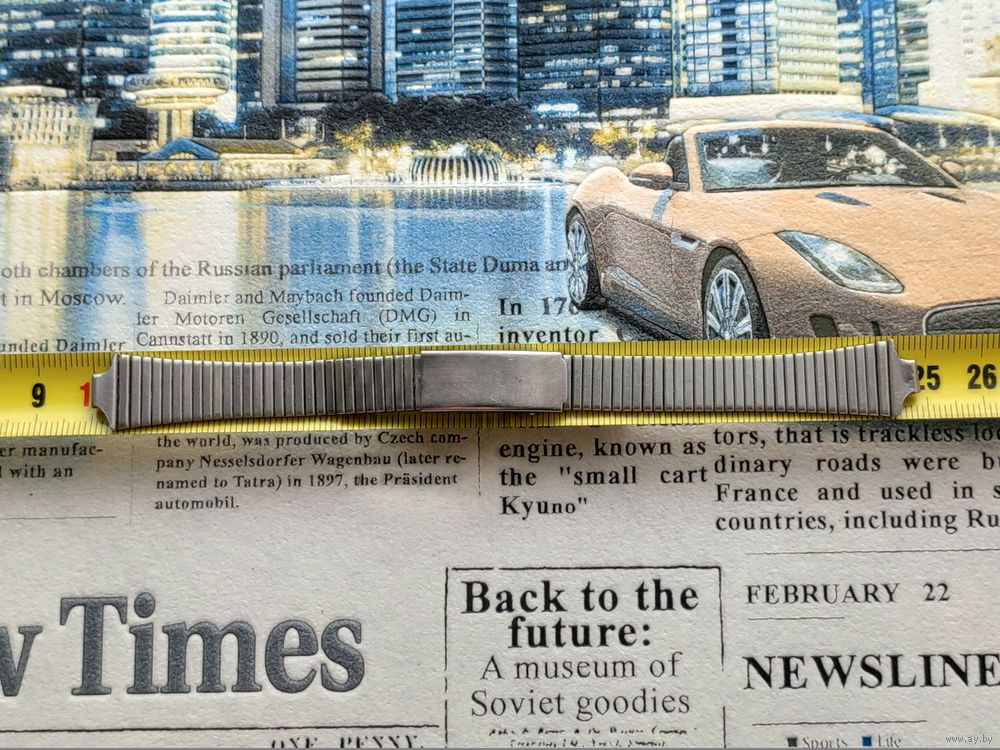 oth chambers of the Russian parliament (the State Duma an
t in Moscow.
unded Daimler
Daimler and Maybach founded Daim-
ler Motoren Gesellschaft (DMG) in
Cannstatt in 1890, and sold their first au-
In 17
inventor
9 1
25 26
er manufac-
l with an
the world, was produced by Czech com-
pany Nesselsdorfer Wagenbau (later re-
named to Tatra) in 1897, the Präsident
automobil.
engine, known as
the "small cart
Kyuno"
tors, that is trackless loc
dinary roads were bu
France and used in s
countries, including Ru
w Times
ONE PENNY
Back to the
future:
A museum of
Soviet goodies
FEBRUARY 22
NEWSLINE
Sports Life
www.ay.by